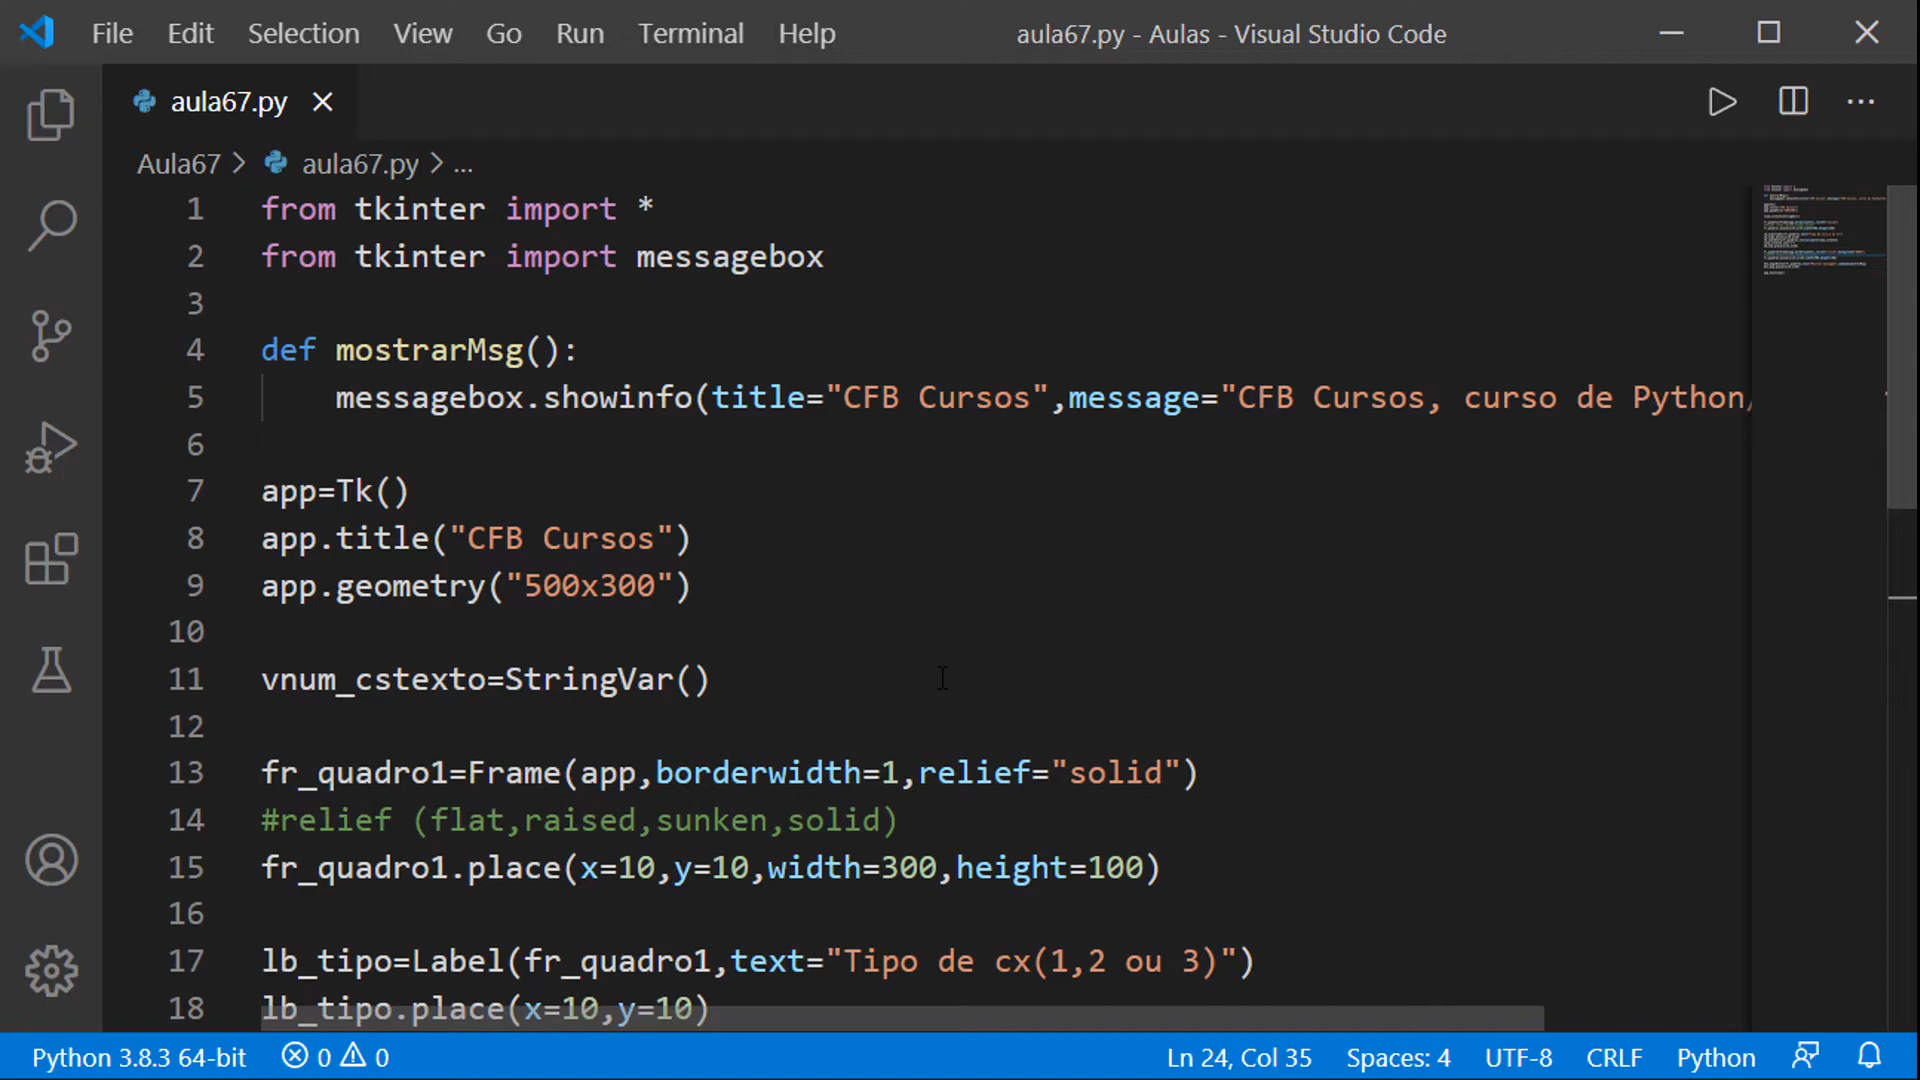 File Edit Selection View Go Run Terminal Help aula67.py - Aulas - Visual Studio Code
aula67.py
Aula67 > aula67.py > ...
1 from tkinter import *
2 from tkinter import messagebox
3
4 def mostrarMsg():
5     messagebox.showinfo(title="CFB Cursos",message="CFB Cursos, curso de Python/
6
7 app=Tk()
8 app.title("CFB Cursos")
9 app.geometry("500x300")
10
11 vnum_cstexto=StringVar()
12
13 fr_quadro1=Frame(app,borderwidth=1,relief="solid")
14 #relief (flat,raised,sunken,solid)
15 fr_quadro1.place(x=10,y=10,width=300,height=100)
16
17 lb_tipo=Label(fr_quadro1,text="Tipo de cx(1,2 ou 3)")
18 lb_tipo.place(x=10,y=10)
Python 3.8.3 64-bit 0 0 Ln 24, Col 35 Spaces: 4 UTF-8 CRLF Python